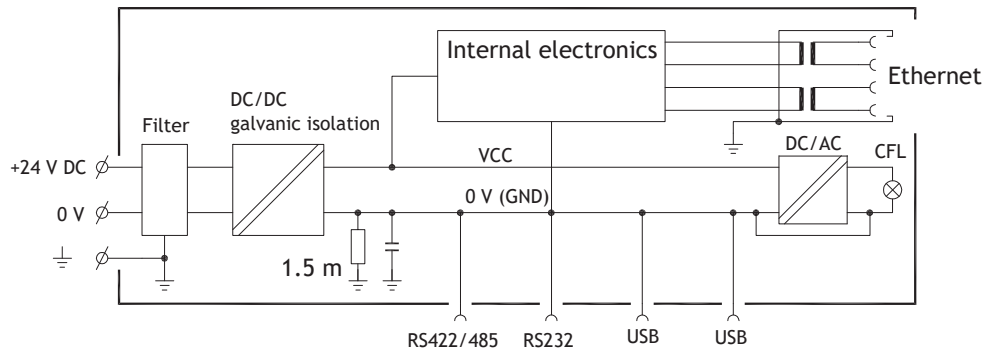 Internal electronics
Ethernet
DC/DC
galvanic isolation
Filter
DC/AC
CFL
+24 V DC
VCC
0 V
0 V (GND)
1.5 m
RS422/485
RS232
USB
USB